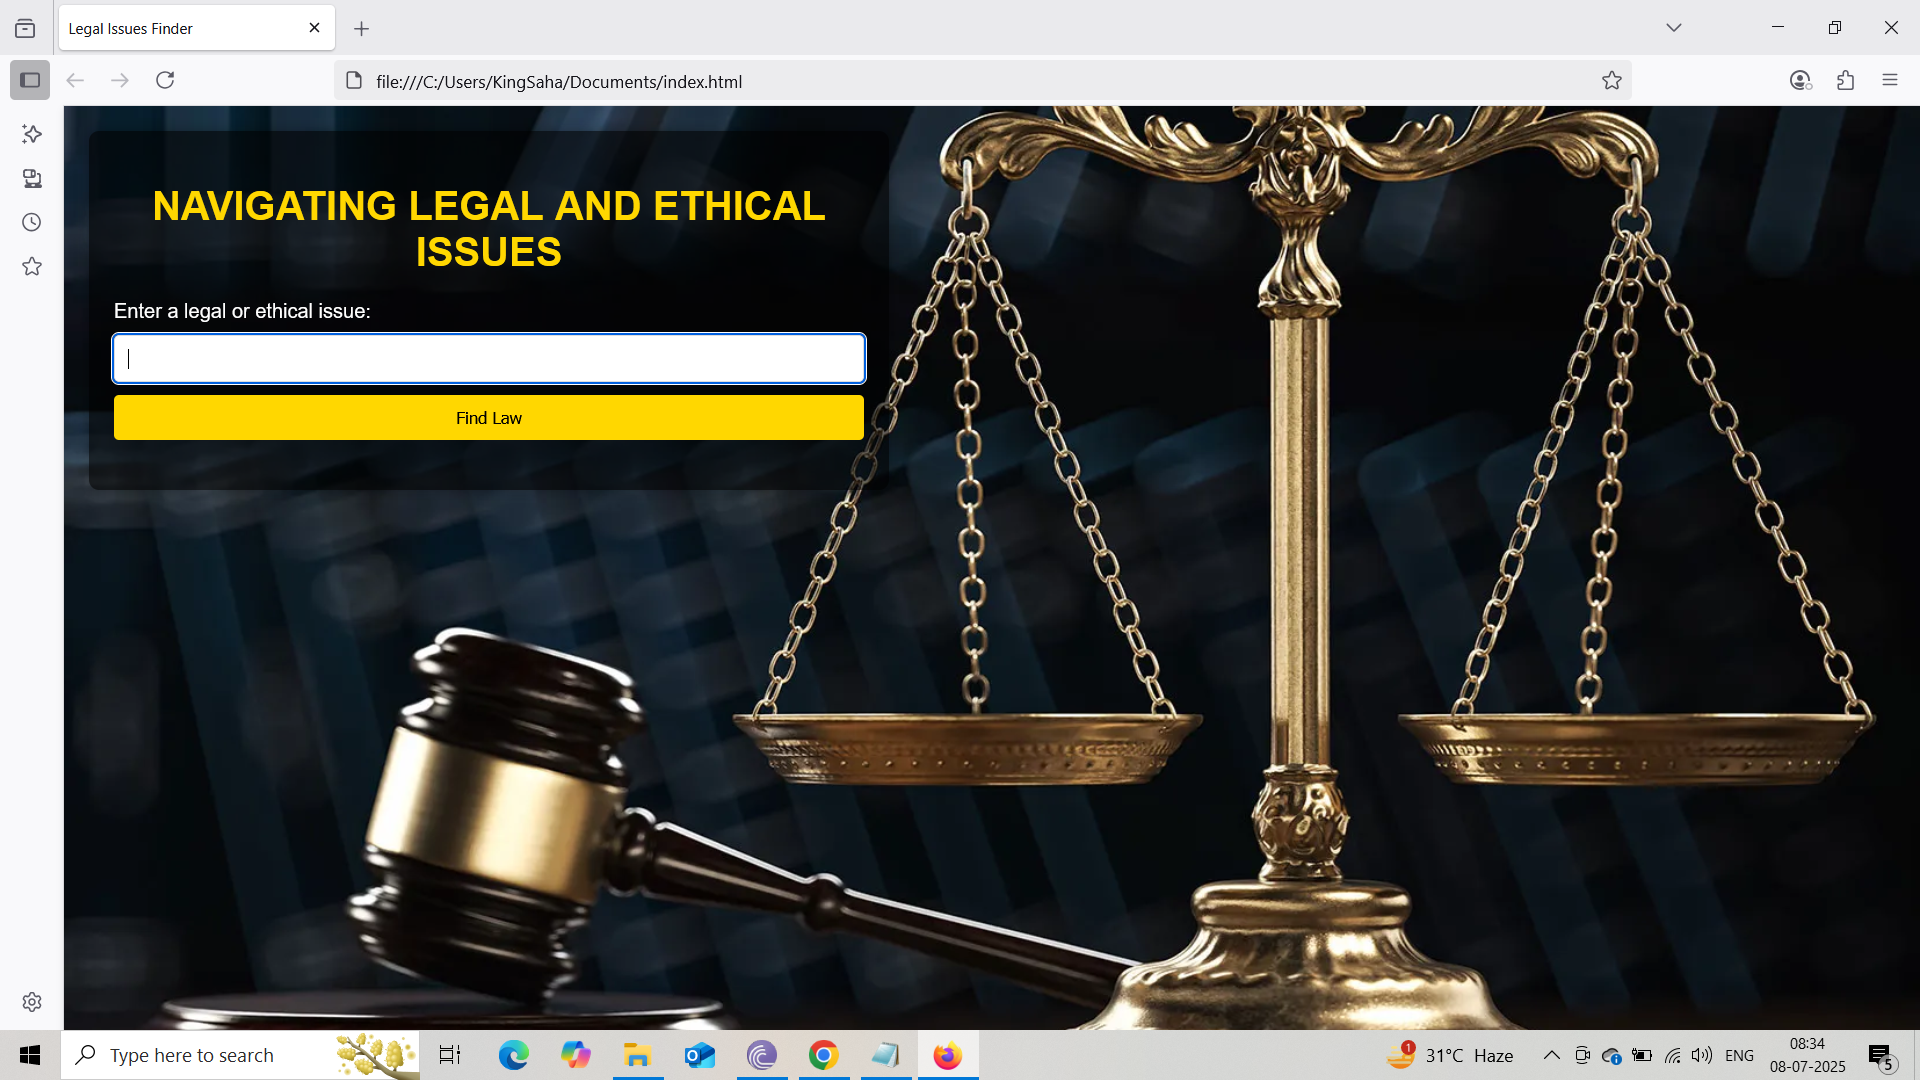 Legal Issues Finder
file:///C:/Users/KingSaha/Documents/index.html
NAVIGATING LEGAL AND ETHICAL
ISSUES
Enter a legal or ethical issue:
Find Law
Type here to search
1
31°C Haze
ENG
08:34
08-07-2025
5